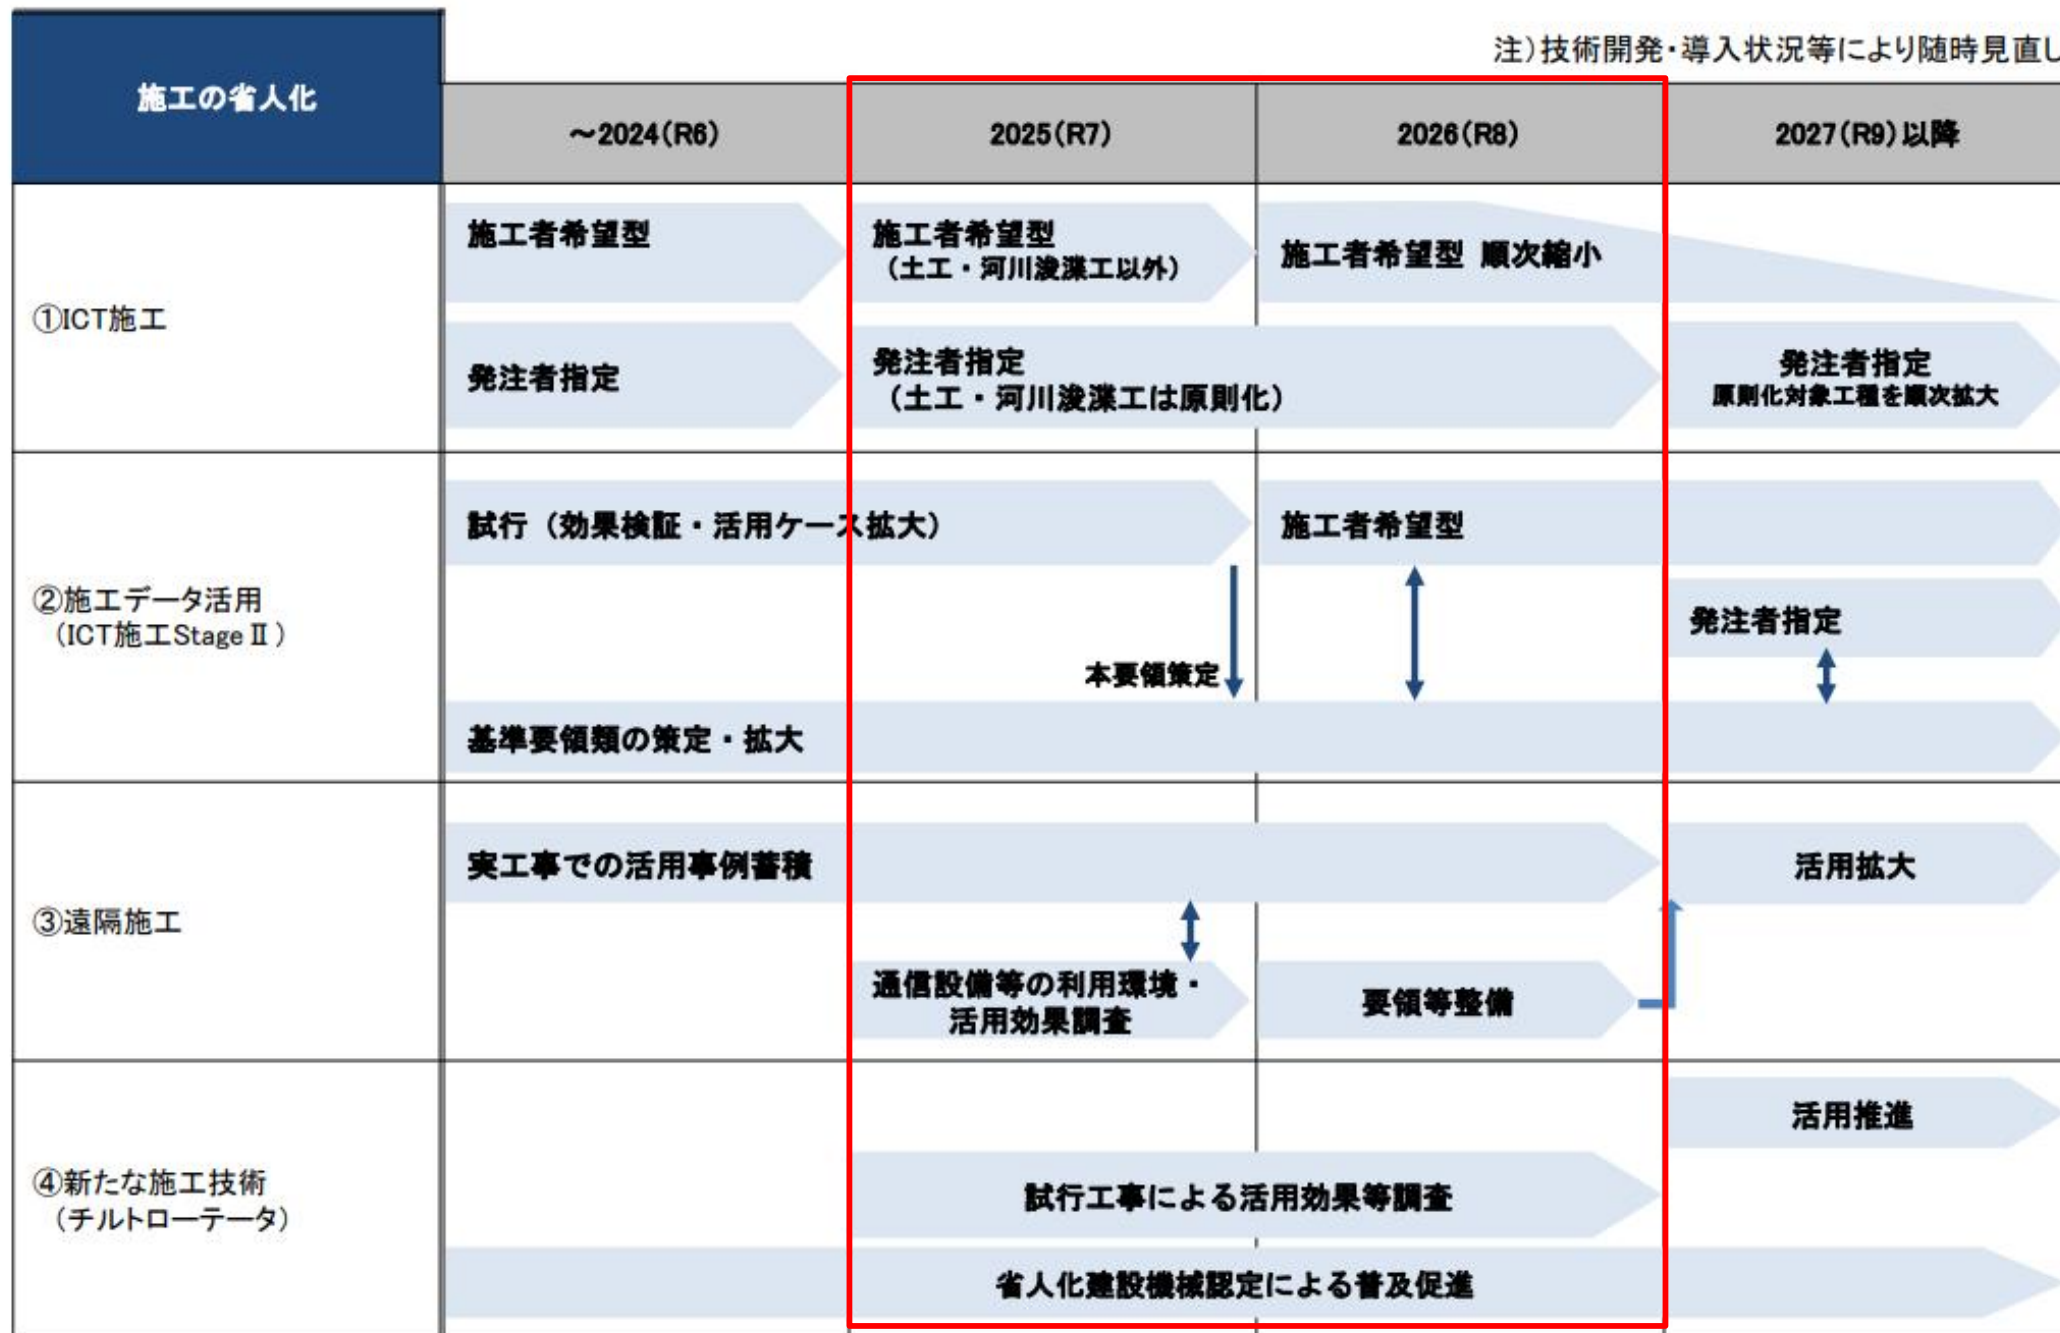 施工の省人化
注)技術開発・導入状況等により随時見直し
～2024(R6)
2025(R7)
2026(R8)
2027(R9)以降
①ICT施工
施工者希望型
施工者希望型
(土工・河川浚渫工以外)
施工者希望型 順次縮小
発注者指定
発注者指定
(土工・河川浚渫工は原則化)
発注者指定
原則化対象工種を順次拡大
②施工データ活用
(ICT施工StageⅡ)
試行(効果検証・活用ケース拡大)
施工者希望型
発注者指定
本要領策定
基準要領類の策定・拡大
③遠隔施工
実工事での活用事例蓄積
活用拡大
通信設備等の利用環境・
活用効果調査
要領等整備
④新たな施工技術
(チルトローテータ)
活用推進
試行工事による活用効果等調査
省人化建設機械認定による普及促進